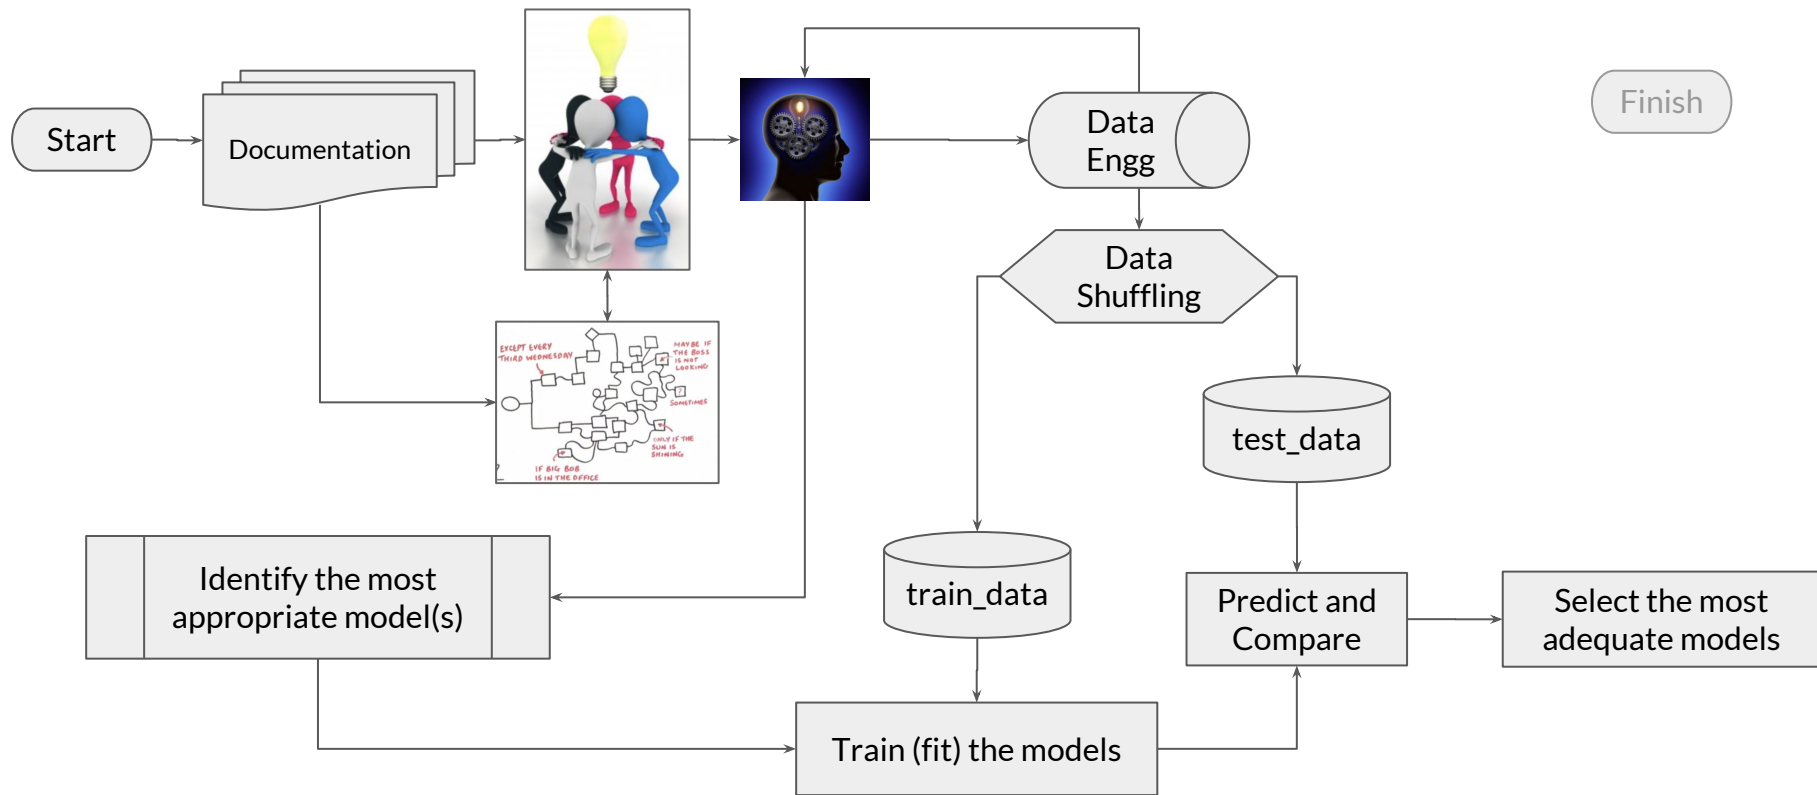 Start
Documentation
Data
Engg
Finish
Data
Shuffling
EXCEPT EVERY
THIRD WEDNESDAY
MAYBE IF
THE BOSS
IS NOT
LOOKING
?
SOMETIMES
ONLY IF THE
SUN IS
SHINING
IF BIG BOB
IS IN THE OFFICE
test_data
train_data
Identify the most
appropriate model(s)
Predict and
Compare
Select the most
adequate models
Train (fit) the models